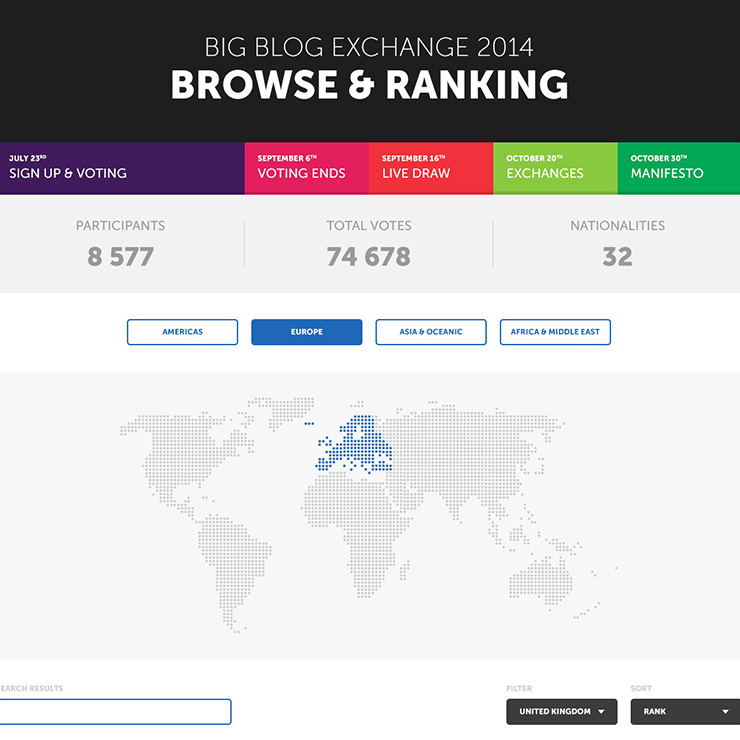 BIG BLOG EXCHANGE 2014
BROWSE & RANKING
JULY 23RD
SIGN UP & VOTING
SEPTEMBER 6TH
VOTING ENDS
SEPTEMBER 16TH
LIVE DRAW
OCTOBER 20TH
EXCHANGES
OCTOBER 30TH
MANIFESTO
PARTICIPANTS
8 577
TOTAL VOTES
74 678
NATIONALITIES
32
AMERICAS
EUROPE
ASIA & OCEANIC
AFRICA & MIDDLE EAST
EARCH RESULTS
FILTER
UNITED KINGDOM
SORT
RANK